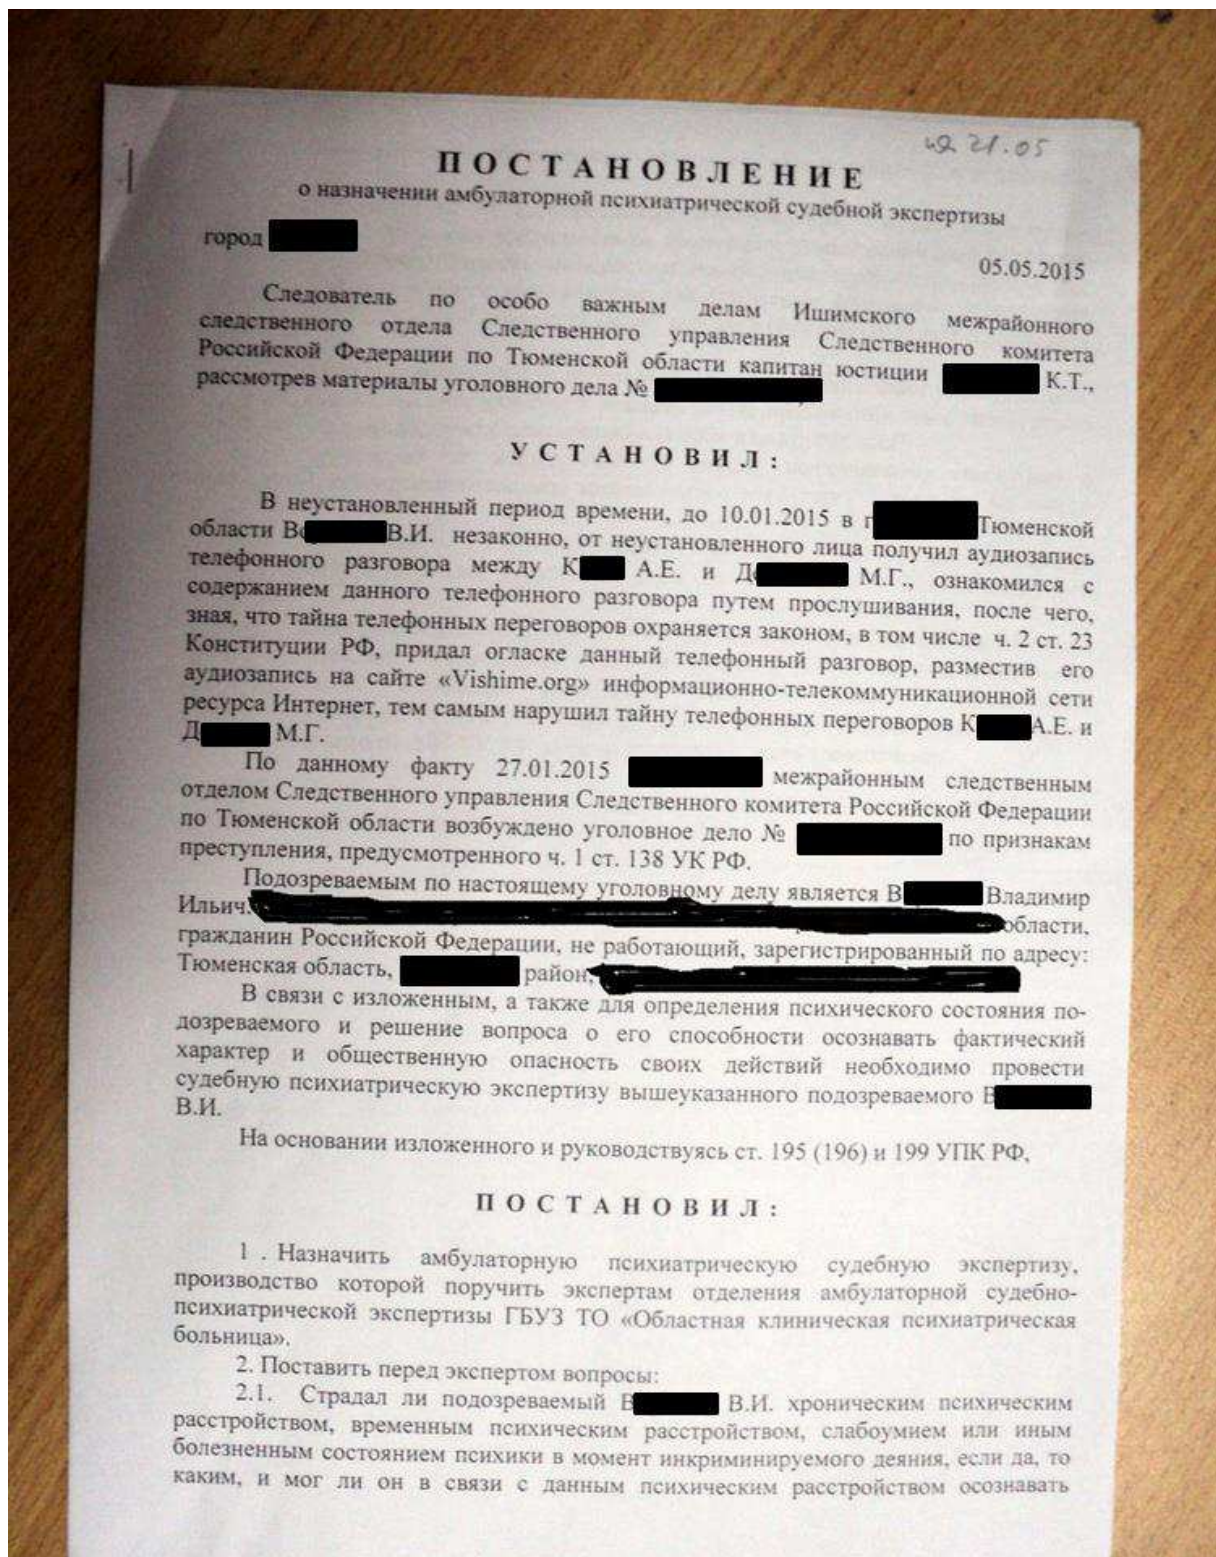 21.05
ПОСТАНОВЛЕНИЕ
о назначении амбулаторной психиатрической судебной экспертизы
город
05.05.2015
Следователь по особо важным делам Ишимского межрайонного
следственного отдела Следственного управления Следственного комитета
Российской Федерации по Тюменской области капитан юстиции К.Т.,
рассмотрев материалы уголовного дела №
УСТАНОВИЛ:
В неустановленный период времени, до 10.01.2015 в г Тюменской
области Во В.И. незаконно, от неустановленного лица получил аудиозапись
телефонного разговора между К А.Е. и Д М.Г., ознакомился с
содержанием данного телефонного разговора путем прослушивания, после чего,
зная, что тайна телефонных переговоров охраняется законом, в том числе ч. 2 ст. 23
Конституции РФ, придал огласке данный телефонный разговор, разместив его
аудиозапись на сайте «Vishime.org» информационно-телекоммуникационной сети
ресурса Интернет, тем самым нарушил тайну телефонных переговоров К А.Е. и
Д М.Г.
По данному факту 27.01.2015 межрайонным следственным
отделом Следственного управления Следственного комитета Российской Федерации
по Тюменской области возбуждено уголовное дело № по признакам
преступления, предусмотренного ч. 1 ст. 138 УК РФ.
Подозреваемым по настоящему уголовному делу является В Владимир
Ильич. области,
гражданин Российской Федерации, не работающий, зарегистрированный по адресу:
Тюменская область, район,
В связи с изложенным, а также для определения психического состояния по-
дозреваемого и решение вопроса о его способности осознавать фактический
характер и общественную опасность своих действий необходимо провести
судебную психиатрическую экспертизу вышеуказанного подозреваемого В
В.И.
На основании изложенного и руководствуясь ст. 195 (196) и 199 УПК РФ,
ПОСТАНОВИЛ:
1 . Назначить амбулаторную психиатрическую судебную экспертизу,
производство которой поручить экспертам отделения амбулаторной судебно-
психиатрической экспертизы ГБУЗ ТО «Областная клиническая психиатрическая
больница».
2. Поставить перед экспертом вопросы:
2.1. Страдал ли подозреваемый В В.И. хроническим психическим
расстройством, временным психическим расстройством, слабоумием или иным
болезненным состоянием психики в момент инкриминируемого деяния, если да, то
каким, и мог ли он в связи с данным психическим расстройством осознавать